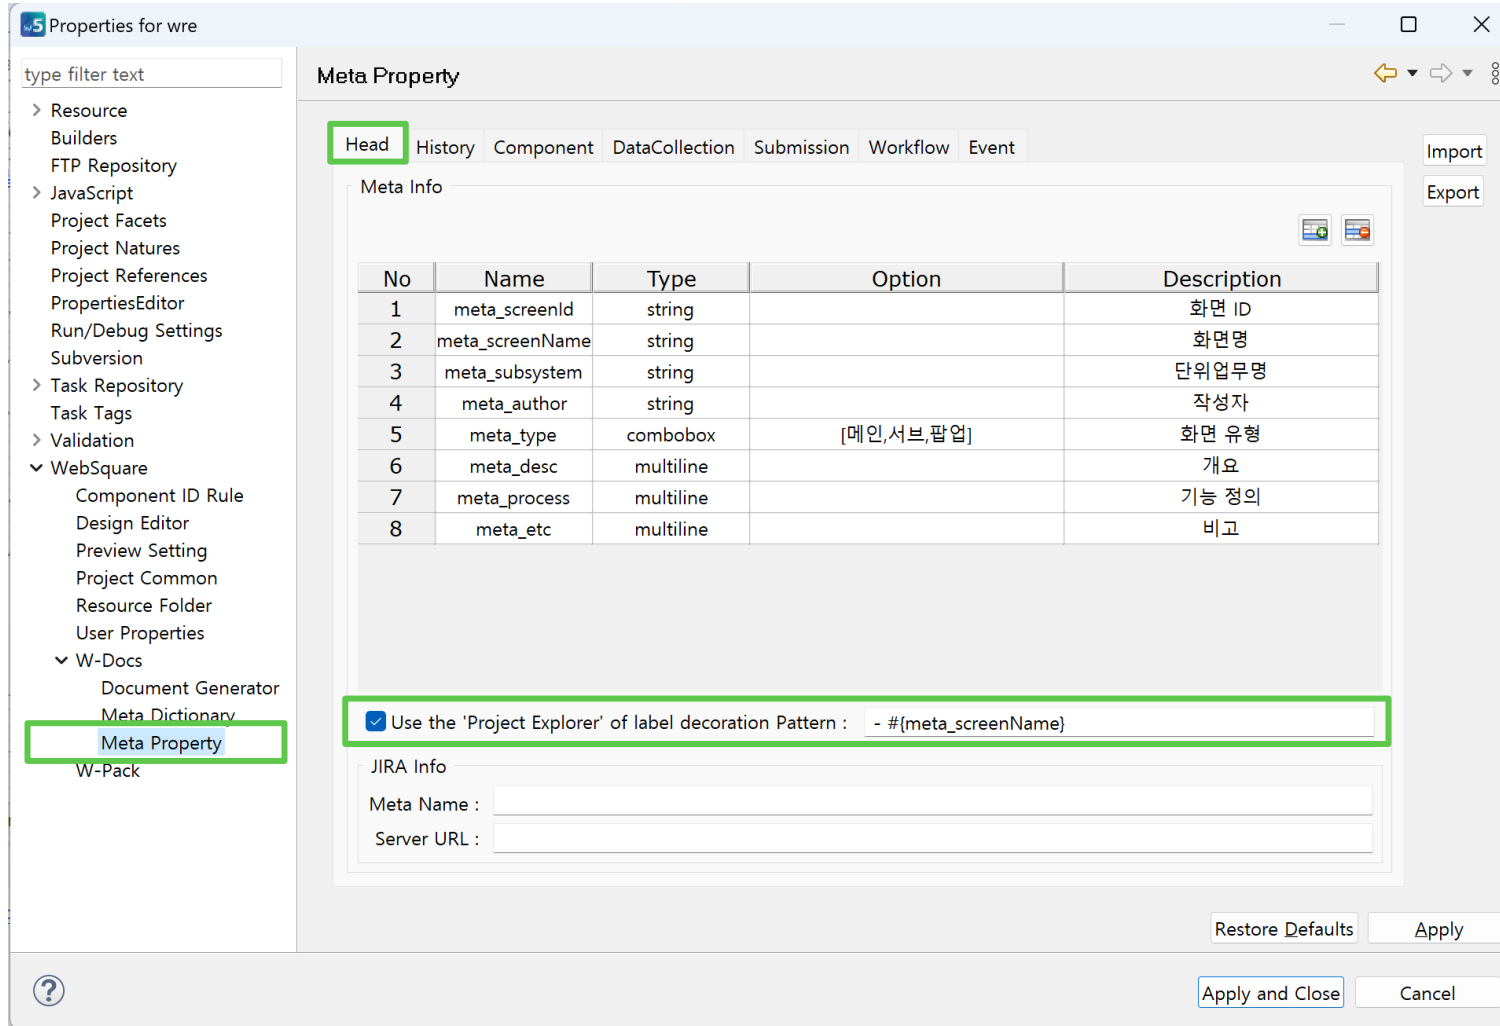 Properties for wre
type filter text
Resource
Builders
FTP Repository
JavaScript
Project Facets
Project Natures
Project References
PropertiesEditor
Run/Debug Settings
Subversion
Task Repository
Task Tags
Validation
WebSquare
Component ID Rule
Design Editor
Preview Setting
Project Common
Resource Folder
User Properties
W-Docs
Document Generator
Meta Dictionary
Meta Property
W-Pack
Meta Property
Head History Component DataCollection Submission Workflow Event
Import
Export
Meta Info
No Name Type Option Description
1 meta_screenId string 화면 ID
2 meta_screenName string 화면명
3 meta_subsystem string 단위업무명
4 meta_author string 작성자
5 meta_type combobox [메인,서브,팝업] 화면 유형
6 meta_desc multiline 개요
7 meta_process multiline 기능 정의
8 meta_etc multiline 비고
Use the 'Project Explorer' of label decoration Pattern : - #{meta_screenName}
JIRA Info
Meta Name :
Server URL :
Restore Defaults Apply
Apply and Close Cancel